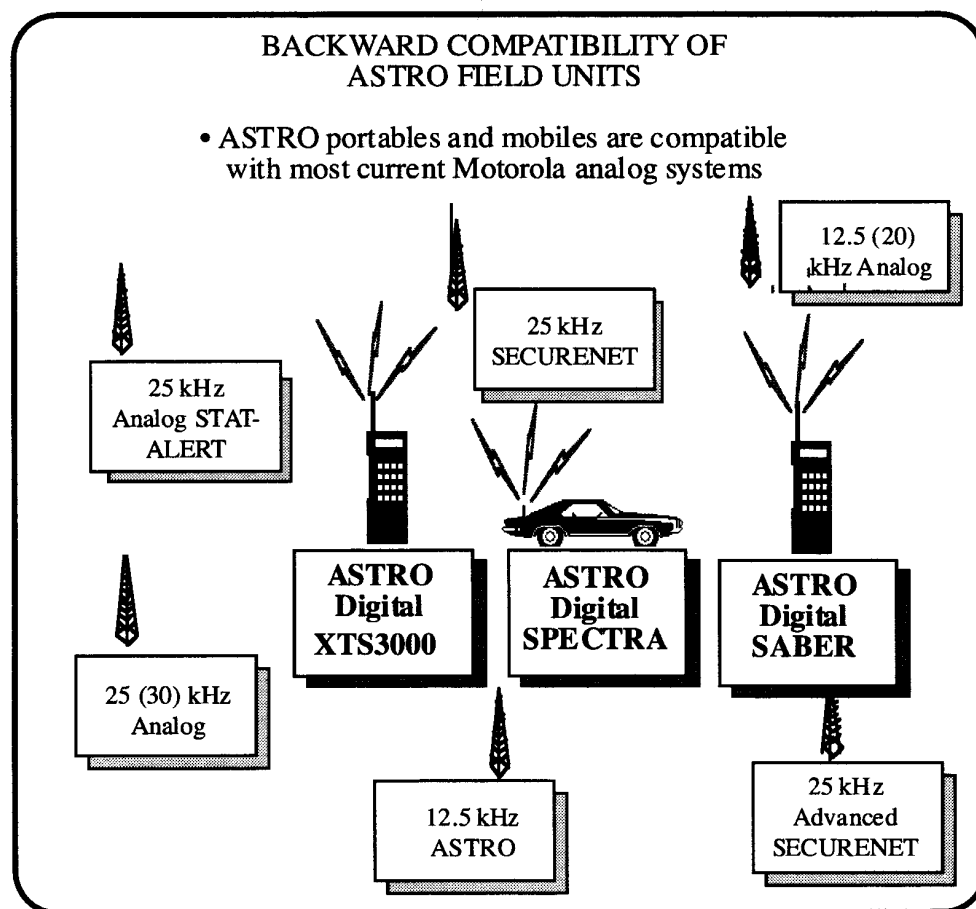 BACKWARD COMPATIBILITY OF
ASTRO FIELD UNITS
• ASTRO portables and mobiles are compatible
with most current Motorola analog systems
12.5 (20)
kHz Analog
25 kHz
SECURENET
25 kHz
Analog STAT-
ALERT
ASTRO
Digital
XTS3000
ASTRO
Digital
SPECTRA
ASTRO
Digital
SABER
25 (30) kHz
Analog
12.5 kHz
ASTRO
25 kHz
Advanced
SECURENET